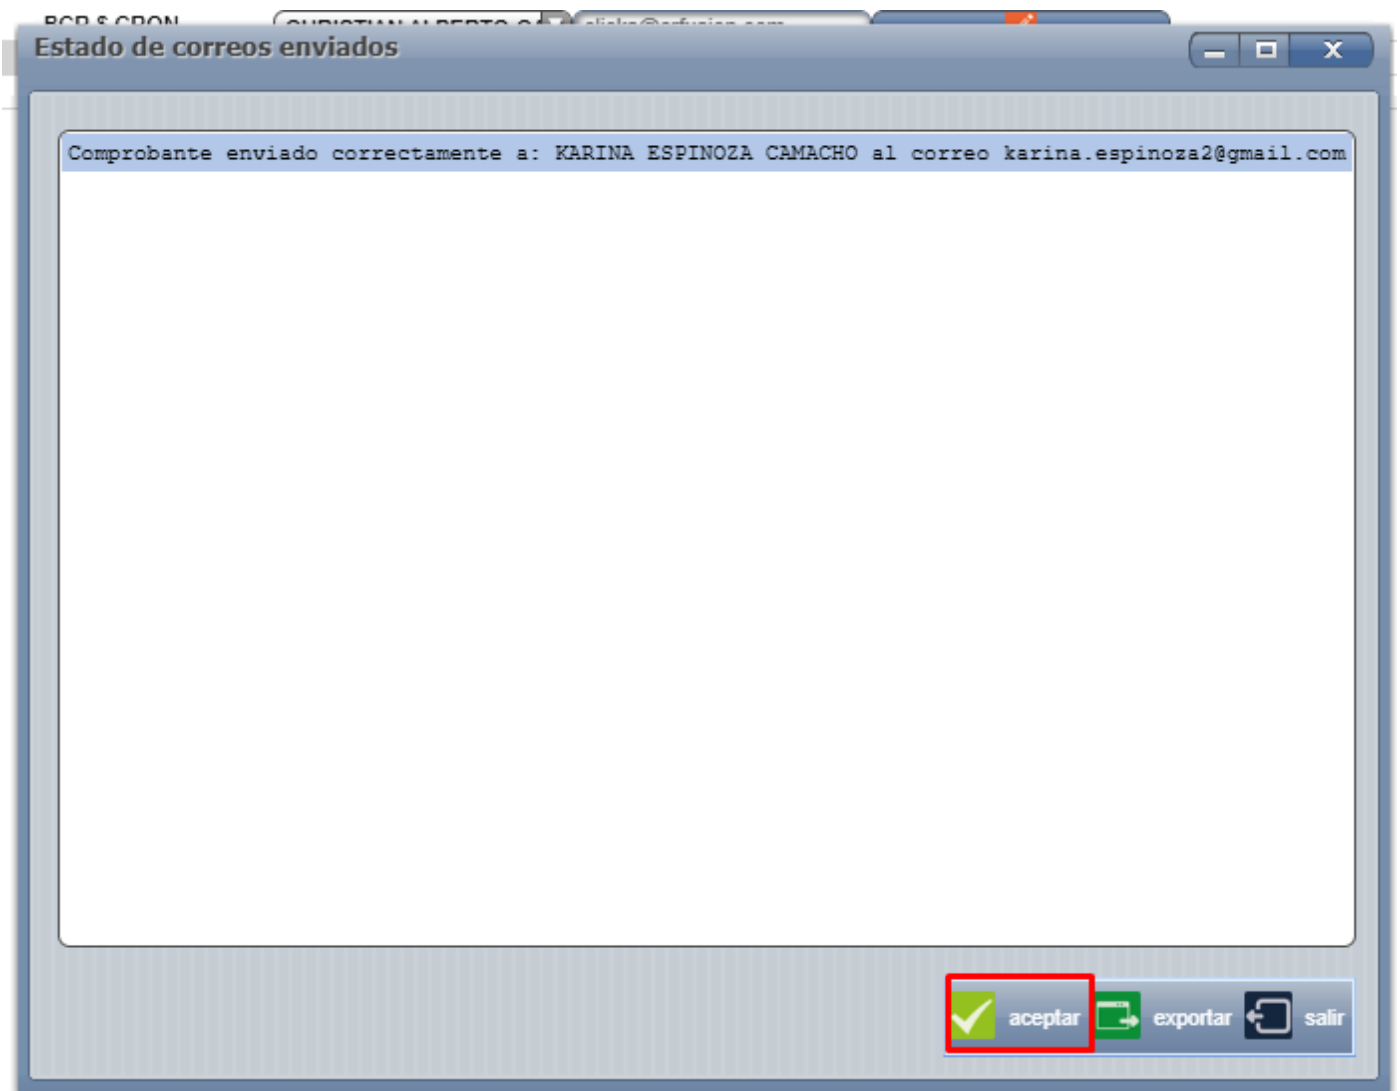 Estado de correos enviados
Comprobante enviado correctamente a: KARINA ESPINOZA CAMACHO al correo karina.espinoza2@gmail.com
aceptar exportar salir